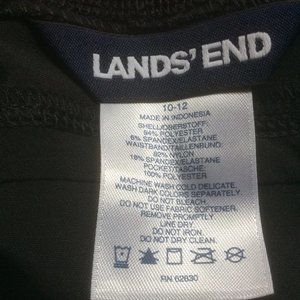 LANDS' END
10-12
MADE IN INDONESIA
SHELL/OBERSTOFF:
94% POLYESTER
6% SPANDEX/ELASTANE
WAISTBAND/TAILLENBUND:
82% NYLON
18% SPANDEX/ELASTANE
POCKET/TASCHE:
100% POLYESTER
MACHINE WASH COLD DELICATE
WASH DARK COLORS SEPARATELY.
DO NOT BLEACH.
DO NOT USE FABRIC SOFTENER.
REMOVE PROMPTLY
LINE DRY.
DO NOT IRON.
DO NOT DRY CLEAN.
RN 62830